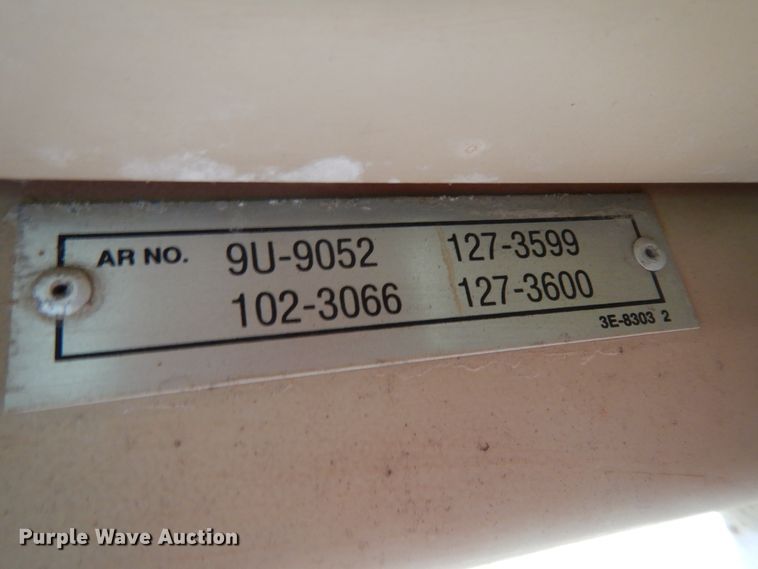 AR NO. 9U-9052 127-3599
102-3066 127-3600
3E-8303 2
Purple Wave Auction